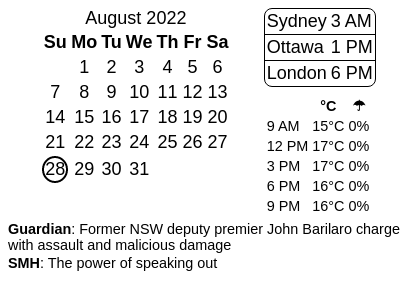 August 2022
Su Mo Tu We Th Fr Sa
1 2 3 4 5 6
7 8 9 10 11 12 13
14 15 16 17 18 19 20
21 22 23 24 25 26 27
28 29 30 31
Sydney 3 AM
Ottawa 1 PM
London 6 PM
°C ☂
9 AM 15°C 0%
12 PM 17°C 0%
3 PM 17°C 0%
6 PM 16°C 0%
9 PM 16°C 0%
Guardian: Former NSW deputy premier John Barilaro charge
with assault and malicious damage
SMH: The power of speaking out